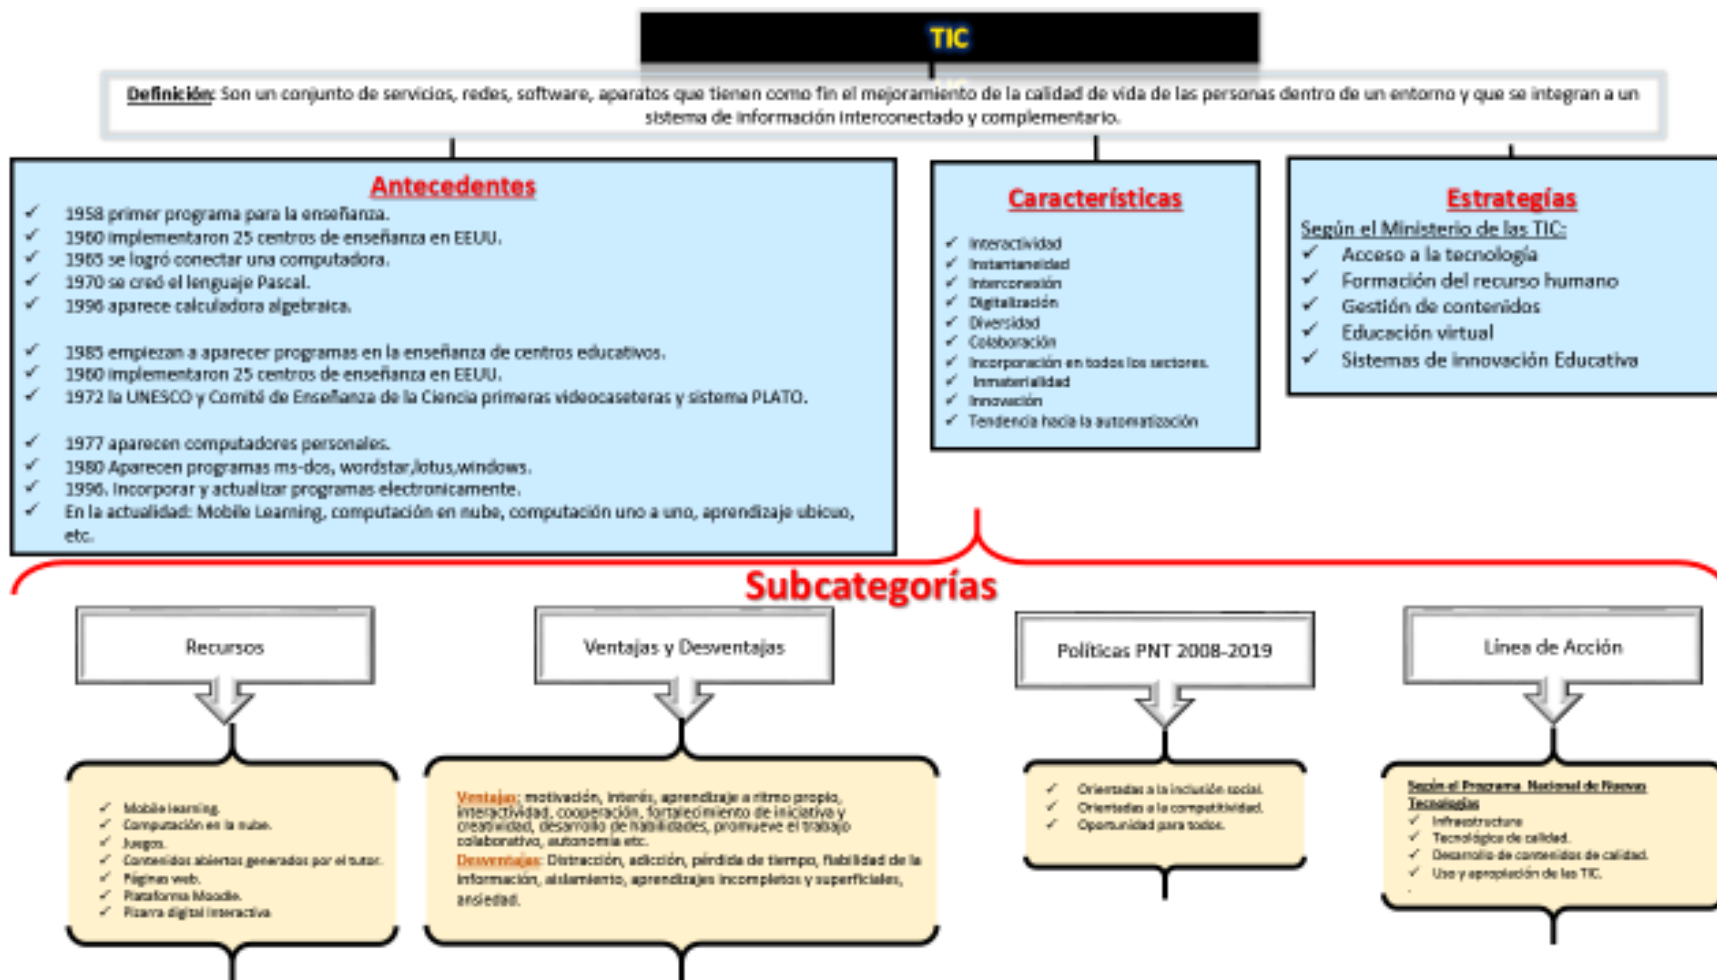 TIC
Definición: Son un conjunto de servicios, redes, software, aparatos que tienen como fin el mejoramiento de la calidad de vida de las personas dentro de un entorno y que se integran a un
sistema de información interconectado y complementario.
Antecedentes
✓ 1958 primer programa para la enseñanza.
✓ 1960 implementaron 25 centros de enseñanza en EEUU.
✓ 1965 se logró conectar una computadora.
✓ 1970 se creó el lenguaje Pascal.
✓ 1996 aparece calculadora algebraica.
✓ 1985 empiezan a aparecer programas en la enseñanza de centros educativos.
✓ 1960 implementaron 25 centros de enseñanza en EEUU.
✓ 1972 la UNESCO y Comité de Enseñanza de la Ciencia primeras videocaseteras y sistema PLATO.
✓ 1977 aparecen computadores personales.
✓ 1980 Aparecen programas ms-dos, wordstar,lotus,windows.
✓ 1996. Incorporar y actualizar programas electronicamente.
✓ En la actualidad: Mobile Learning, computación en nube, computación uno a uno, aprendizaje ubicuo,
etc.
Características
✓ Interactividad
✓ Instantaneidad
✓ Interconexión
✓ Digitalización
✓ Diversidad
✓ Colaboración
✓ Incorporación en todos los sectores.
✓ Inmaterialidad
✓ Innovación
✓ Tendencia hacia la automatización
Estrategías
Según el Ministerio de las TIC:
✓ Acceso a la tecnología
✓ Formación del recurso humano
✓ Gestión de contenidos
✓ Educación virtual
✓ Sistemas de innovación Educativa
Subcategorías
Recursos
✓ Mobile learning.
✓ Computación en la nube.
✓ Juegos.
✓ Contenidos abiertos generados por el tutor.
✓ Páginas web.
✓ Plataforma Moodle.
✓ Pizarra digital interactiva
Ventajas y Desventajas
Ventajas: motivación, interés, aprendizaje a ritmo propio,
interactividad, cooperación, fortalecimiento de iniciativa y
creatividad, desarrollo de habilidades, promueve el trabajo
colaborativo, autonomía etc.
Desventajas: Distracción, adicción, pérdida de tiempo, fiabilidad de la
información, aislamiento, aprendizajes incompletos y superficiales,
ansiedad.
Políticas PNT 2008-2019
✓ Orientadas a la inclusión social.
✓ Orientadas a la competitividad.
✓ Oportunidad para todos.
Línea de Acción
Según el Programa Nacional de Nuevas
Tecnologías
✓ Infraestructura
✓ Tecnológica de calidad.
✓ Desarrollo de contenidos de calidad.
✓ Uso y apropiación de las TIC.
.